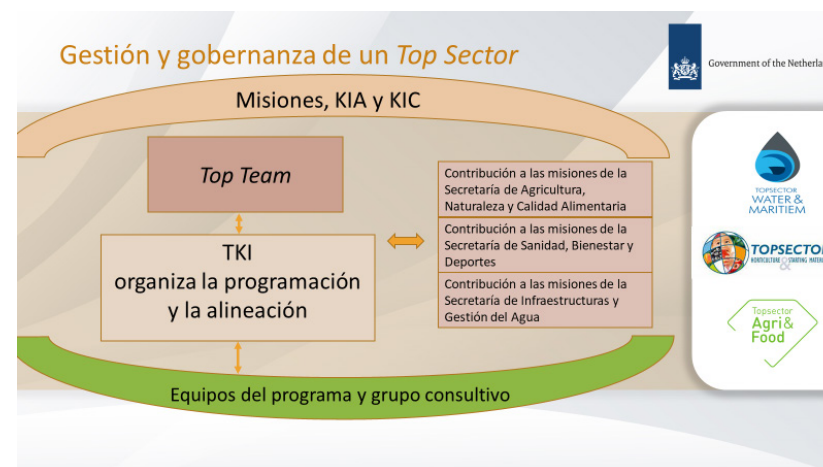 Gestión y gobernanza de un Top Sector
Government of the Netherla
Misiones, KIA y KIC
Top Team
TKI
organiza la programación
y la alineación
Contribución a las misiones de la
Secretaría de Agricultura,
Naturaleza y Calidad Alimentaria
Contribución a las misiones de la
Secretaría de Sanidad, Bienestar y
Deportes
Contribución a las misiones de la
Secretaría de Infraestructuras y
Gestión del Agua
Equipos del programa y grupo consultivo
TOPSECTOR
WATER &
MARITIEM
TOPSECTOR
HORTICULTURE & STARTING MATER
Topsector
Agri&
Food